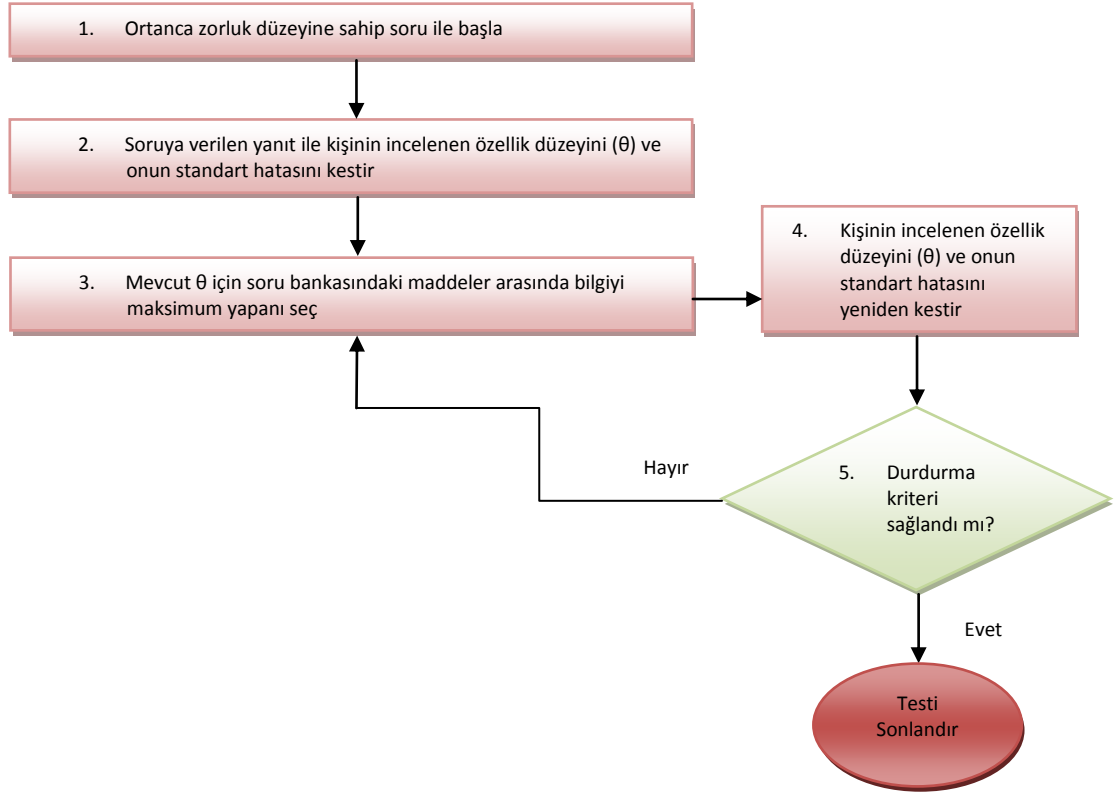 1. Ortanca zorluk düzeyine sahip soru ile başla
2. Soruya verilen yanıt ile kişinin incelenen özellik düzeyini (θ) ve
onun standart hatasını kestir
3. Mevcut θ için soru bankasındaki maddeler arasında bilgiyi
maksimum yapanı seç
4. Kişinin incelenen özellik
düzeyini (θ) ve onun
standart hatasını
yeniden kestir
Hayır
5. Durdurma
kriteri
sağlandı mı?
Evet
Testi
Sonlandır